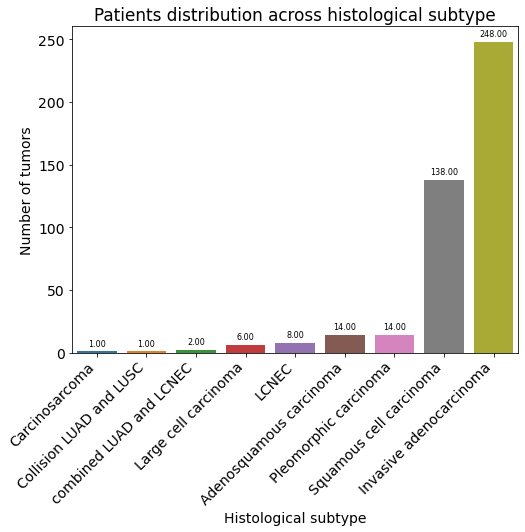 Patients distribution across histological subtype
Number of tumors
250
200
150
100
50
0
1.00
1.00
2.00
6.00
8.00
14.00
14.00
138.00
248.00
Carcinosarcoma
Collision LUAD and LUSC
combined LUAD and LCNEC
Large cell carcinoma
LCNEC
Adenosquamous carcinoma
Pleomorphic carcinoma
Squamous cell carcinoma
Invasive adenocarcinoma
Histological subtype